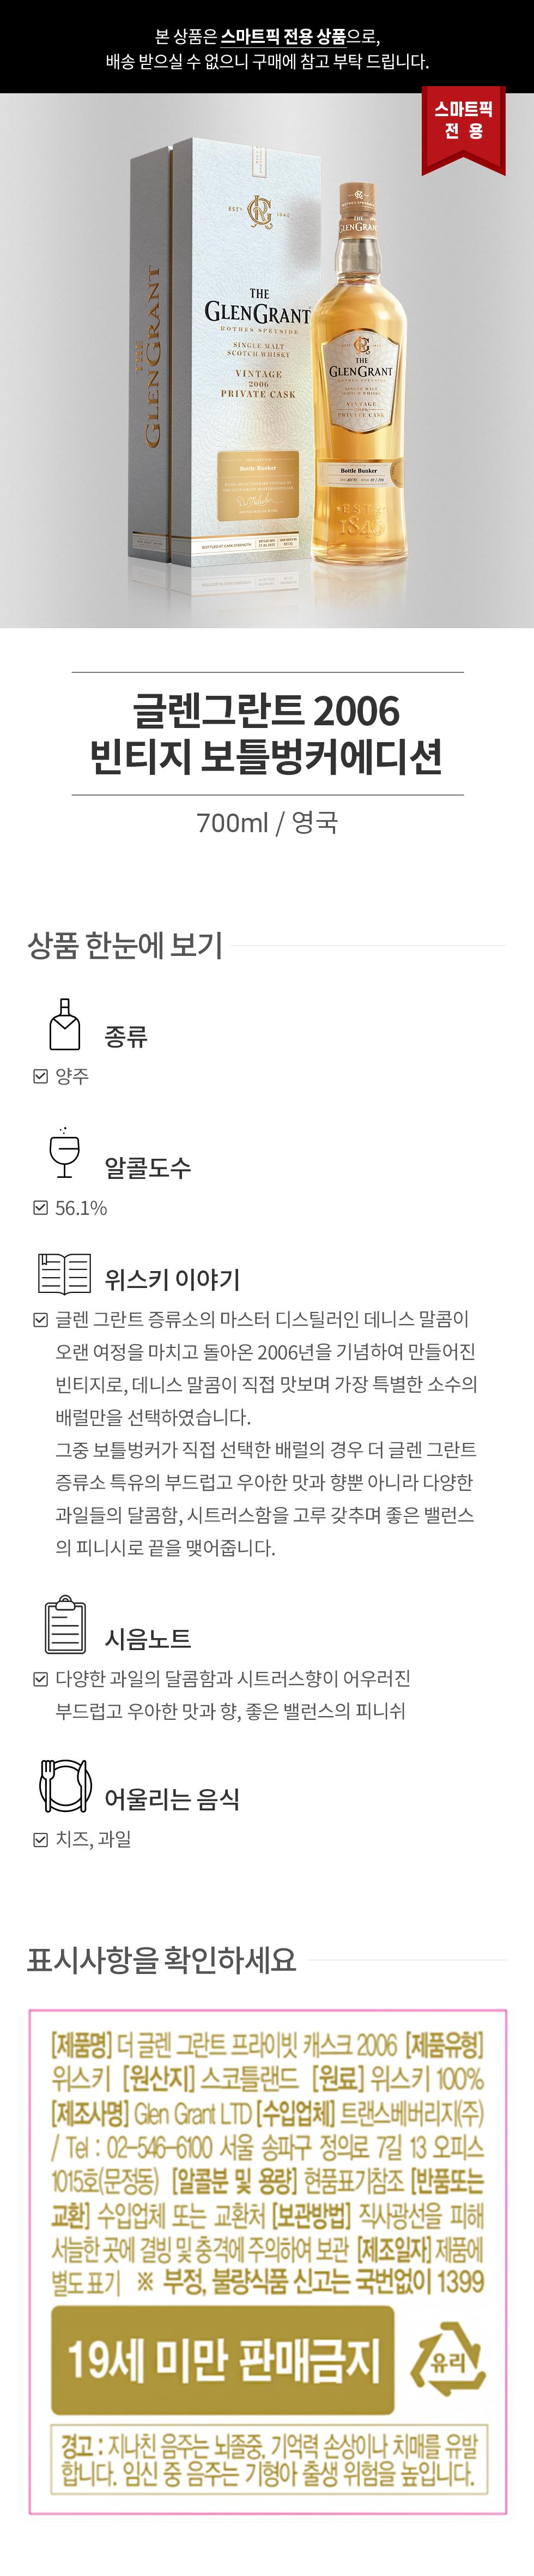 본 상품은 스마트픽 전용 상품으로,
배송 받으실 수 없으니 구매에 참고 부탁 드립니다.
스마트픽
전 용
THE
GLENGRANT
ESTD 1840
THE
GLENGRANT
ROTHES SPEYSIDE
SINGLE MALT
SCOTCH WHISKY
VINTAGE
2006
PRIVATE CASK
Bottle Bunker
BOTTLED AT CASK STRENGTH
THE
GLENGRANT
THE
GLENGRANT
ROTHES SPEYSIDE
SINGLE MALT
SCOTCH WHISKY
VINTAGE
2006
PRIVATE CASK
Bottle Bunker
글렌그란트 2006
빈티지 보틀벙커에디션
700ml / 영국
상품 한눈에 보기
종류
양주
알콜도수
56.1%
위스키 이야기
글렌 그란트 증류소의 마스터 디스틸러인 데니스 말콤이
오랜 여정을 마치고 돌아온 2006년을 기념하여 만들어진
빈티지로, 데니스 말콤이 직접 맛보며 가장 특별한 소수의
배럴만을 선택하였습니다.
그중 보틀벙커가 직접 선택한 배럴의 경우 더 글렌 그란트
증류소 특유의 부드럽고 우아한 맛과 향뿐 아니라 다양한
과일들의 달콤함, 시트러스함을 고루 갖추며 좋은 밸런스
의 피니시로 끝을 맺어줍니다.
시음노트
다양한 과일의 달콤함과 시트러스향이 어우러진
부드럽고 우아한 맛과 향, 좋은 밸런스의 피니쉬
어울리는 음식
치즈, 과일
표시사항을 확인하세요
[제품명] 더 글렌 그란트 프라이빗 캐스크 2006 [제품유형]
위스키 [원산지] 스코틀랜드 [원료] 위스키 100%
[제조사명] Glen Grant LTD [수입업체] 트랜스베버리지(주)
/ Tel : 02-546-6100 서울 송파구 정의로 7길 13 오피스
1015호(문정동) [알콜분 및 용량] 현품표기참조 [반품또는
교환] 수입업체 또는 교환처 [보관방법] 직사광선을 피해
서늘한 곳에 결빙 및 충격에 주의하여 보관 [제조일자] 제품에
별도 표기 ※ 부정, 불량식품 신고는 국번없이 1399
19세 미만 판매금지
유리
경고 : 지나친 음주는 뇌졸중, 기억력 손상이나 치매를 유발
합니다. 임신 중 음주는 기형아 출생 위험을 높입니다.